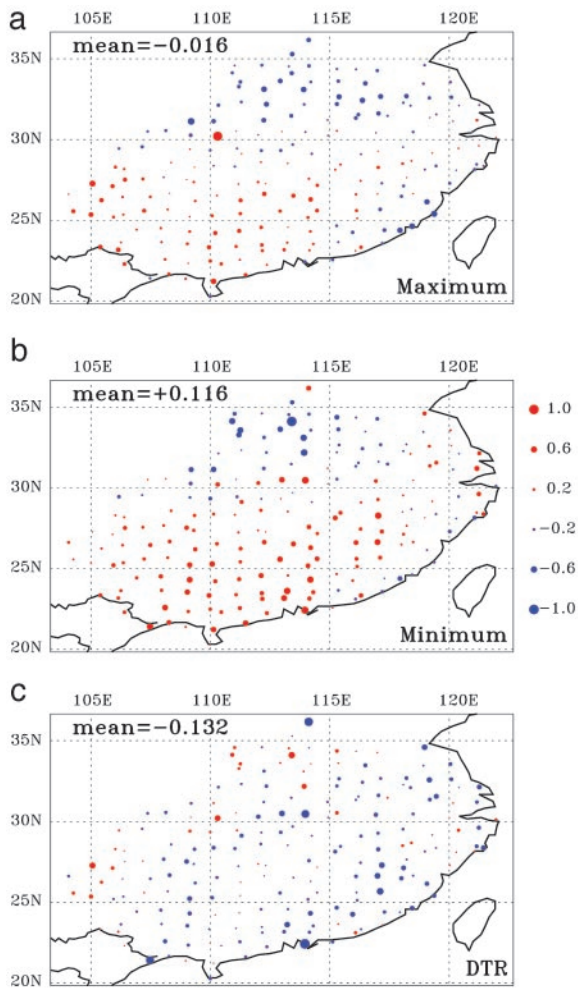 a
105E 110E 115E 120E
mean=−0.016
35N
30N
25N
20N
Maximum
b
105E 110E 115E 120E
mean=+0.116
35N
30N
25N
20N
Minimum
1.0
0.6
0.2
−0.2
−0.6
−1.0
c
105E 110E 115E 120E
mean=−0.132
35N
30N
25N
20N
DTR